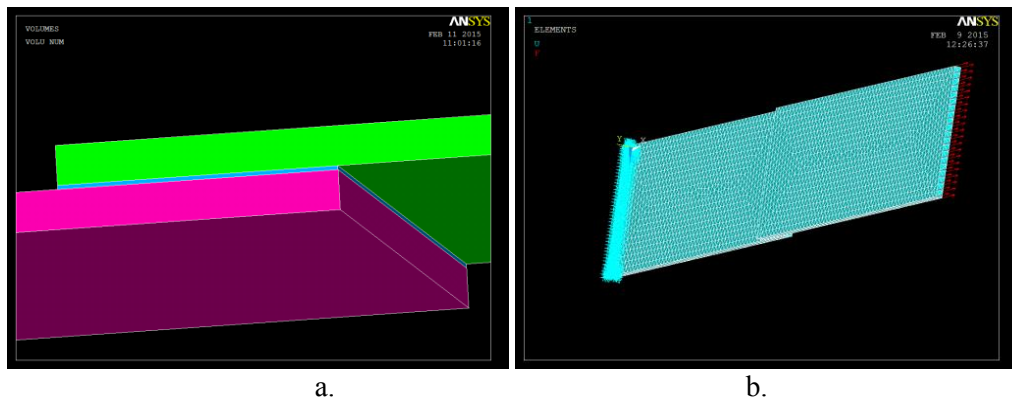 VOLUMES
VOLU NUM
ANSYS
FEB 11 2015
11:01:16
1
ELEMENTS
U
F
ANSYS
FEB 9 2015
12:26:37
Y
X
a.
b.